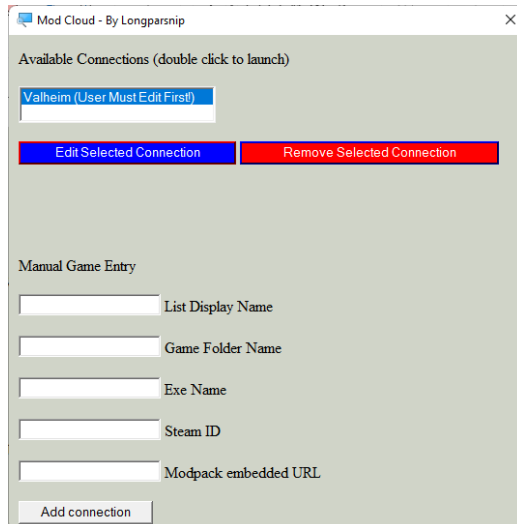 Mod Cloud - By Longparsnip
Available Connections (double click to launch)
Valheim (User Must Edit First!)
Edit Selected Connection Remove Selected Connection
Manual Game Entry
List Display Name
Game Folder Name
Exe Name
Steam ID
Modpack embedded URL
Add connection